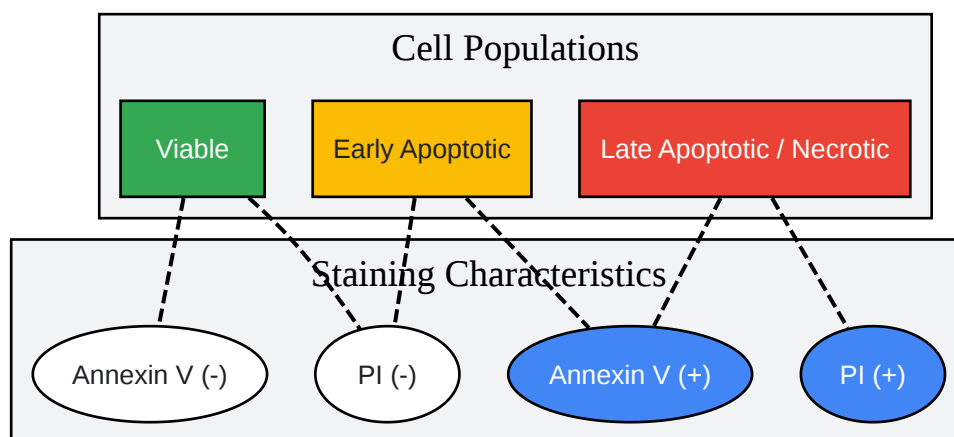 Cell Populations
Viable
Early Apoptotic
Late Apoptotic / Necrotic
Staining Characteristics
Annexin V (-)
PI (-)
Annexin V (+)
PI (+)